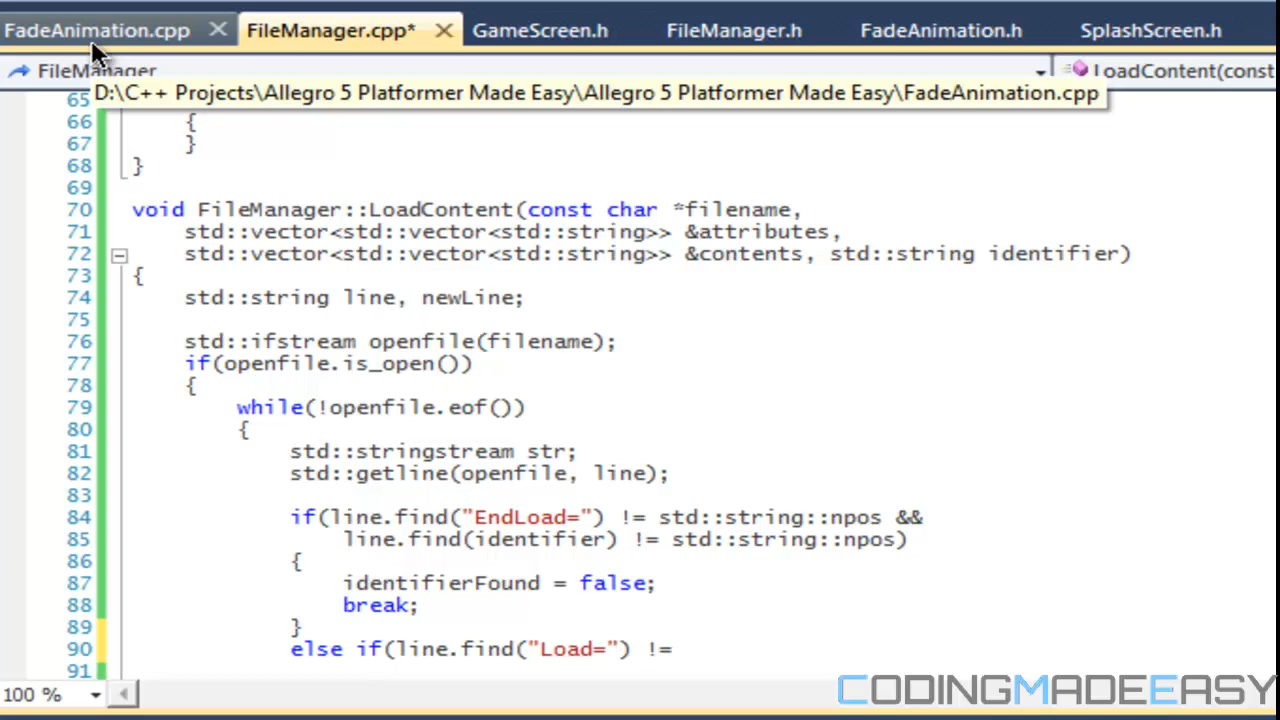 FadeAnimation.cpp FileManager.cpp* GameScreen.h FileManager.h FadeAnimation.h SplashScreen.h
FileManager LoadContent(const
D:\C++ Projects\Allegro 5 Platformer Made Easy\Allegro 5 Platformer Made Easy\FadeAnimation.cpp
65
66 {
67 }
68 }
69
70 void FileManager::LoadContent(const char *filename,
71 std::vector<std::vector<std::string>> &attributes,
72 std::vector<std::vector<std::string>> &contents, std::string identifier)
73 {
74 std::string line, newLine;
75
76 std::ifstream openfile(filename);
77 if(openfile.is_open())
78 {
79 while(!openfile.eof())
80 {
81 std::stringstream str;
82 std::getline(openfile, line);
83
84 if(line.find("EndLoad=") != std::string::npos &&
85 line.find(identifier) != std::string::npos)
86 {
87 identifierFound = false;
88 break;
89 }
90 else if(line.find("Load=") !=
91
100 %
CODINGMADEEASY